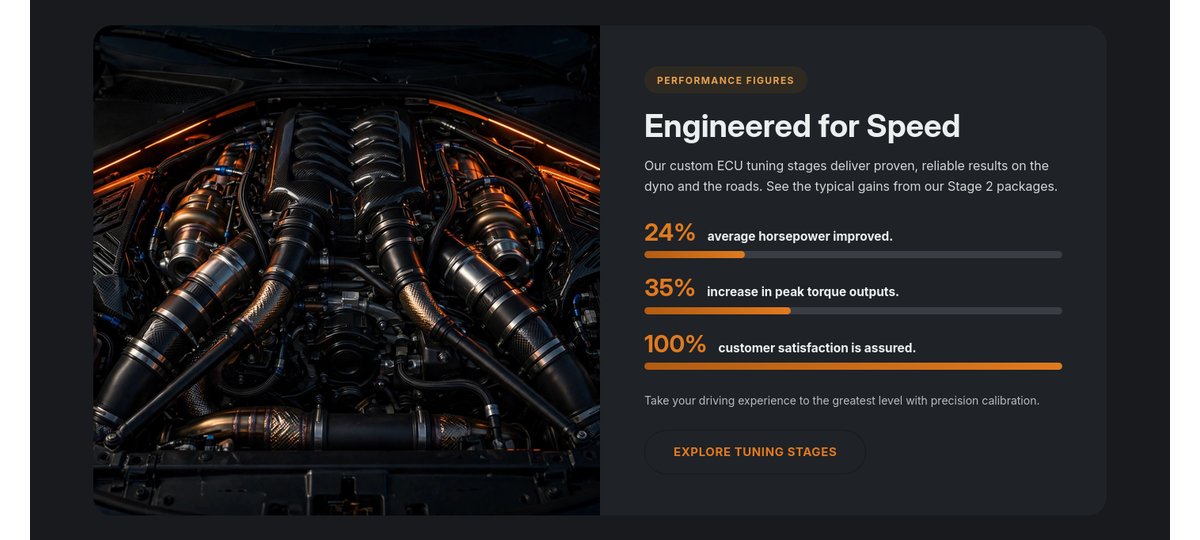 PERFORMANCE FIGURES
Engineered for Speed
Our custom ECU tuning stages deliver proven, reliable results on the
dyno and the roads. See the typical gains from our Stage 2 packages.
24% average horsepower improved.
35% increase in peak torque outputs.
100% customer satisfaction is assured.
Take your driving experience to the greatest level with precision calibration.
EXPLORE TUNING STAGES